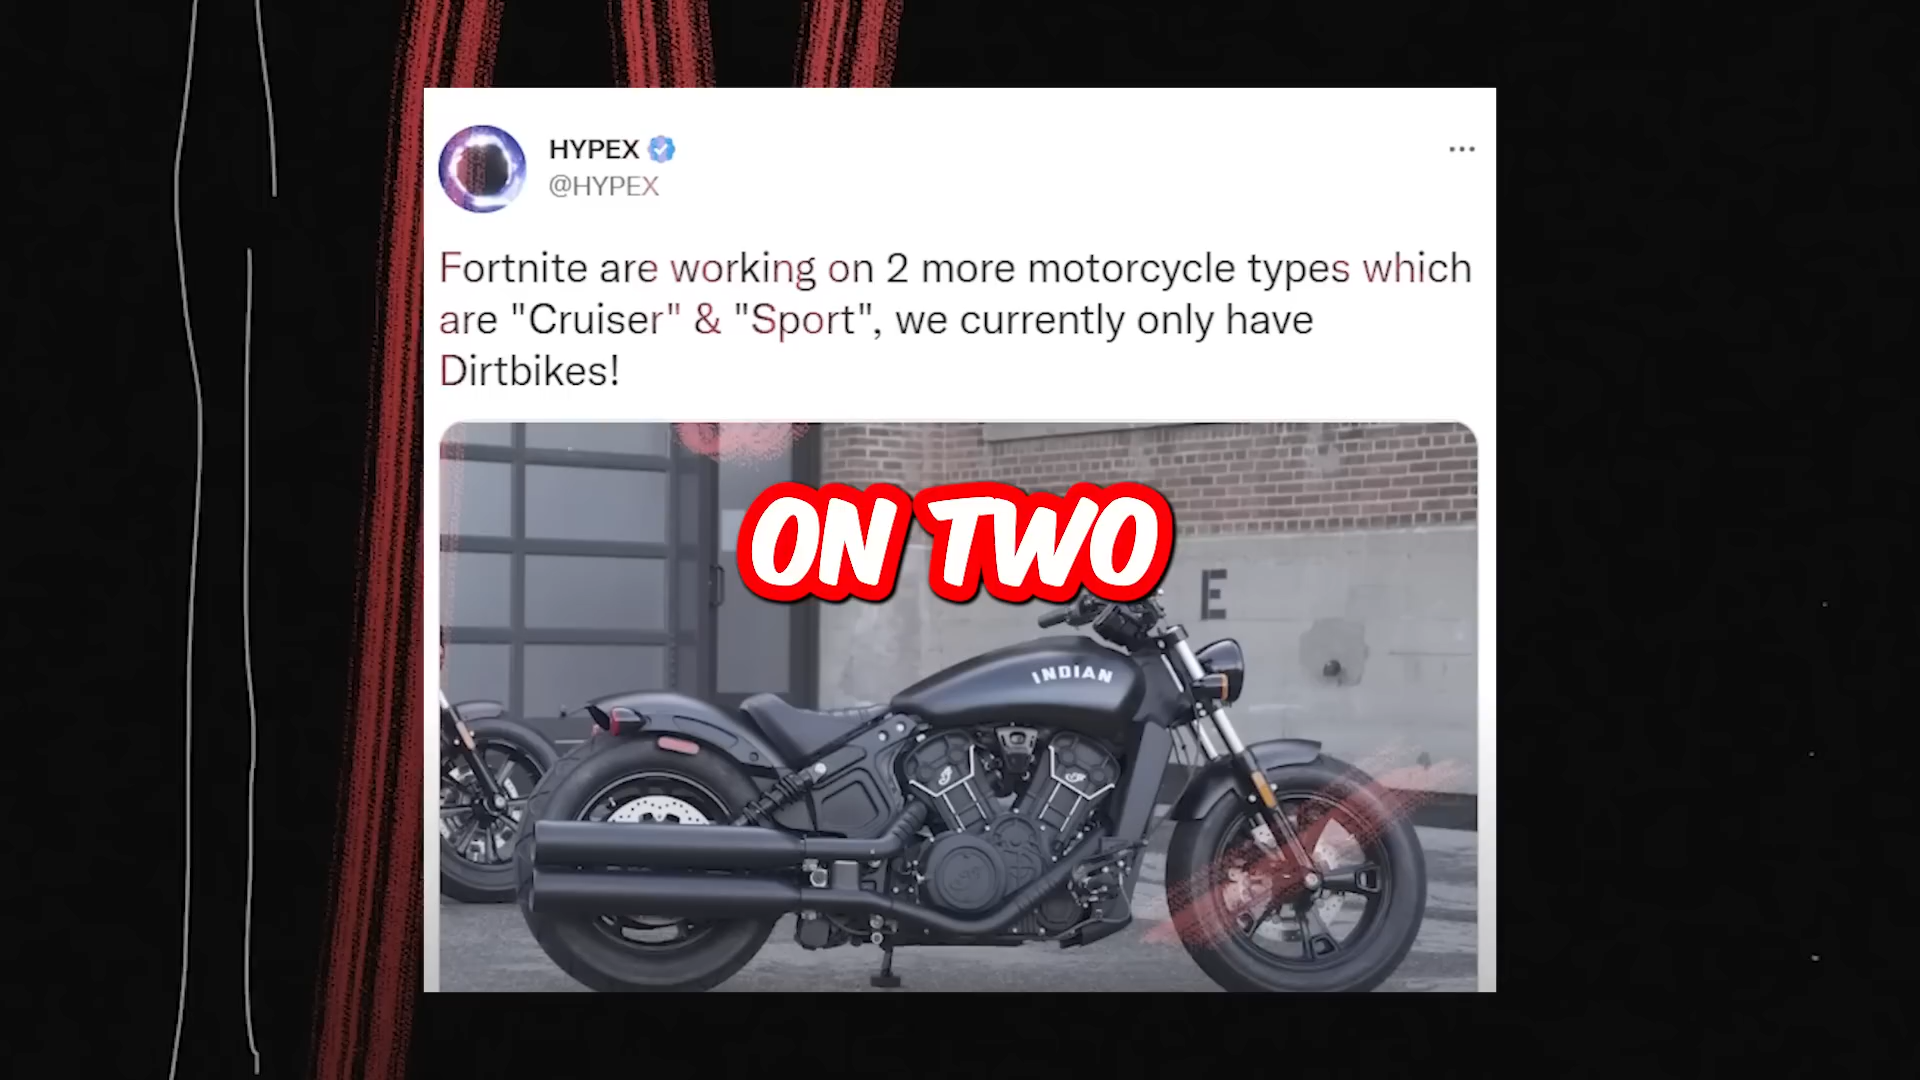 HYPEX
@HYPEX
Fortnite are working on 2 more motorcycle types which
are "Cruiser" & "Sport", we currently only have
Dirtbikes!
ON TWO
E
INDIAN